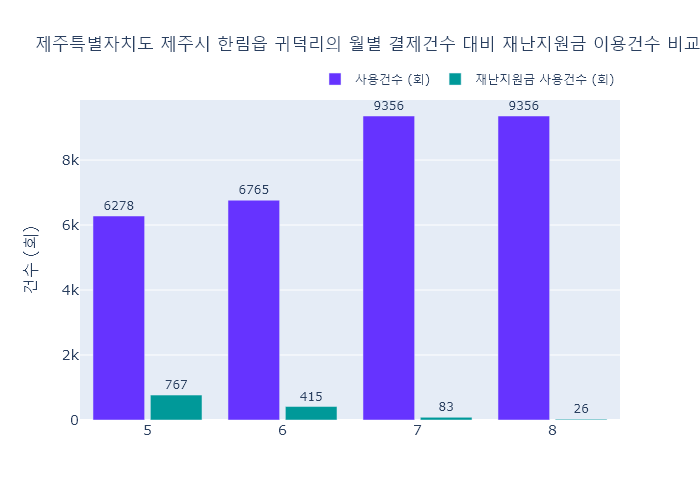 제주특별자치도 제주시 한림읍 귀덕리의 월별 결제건수 대비 재난지원금 이용건수 비교
사용건수 (회) 재난지원금 사용건수 (회)
9356 9356
8k
6765
6278
6k
건수 (회)
4k
2k
767
415
83
26
0
5 6 7 8